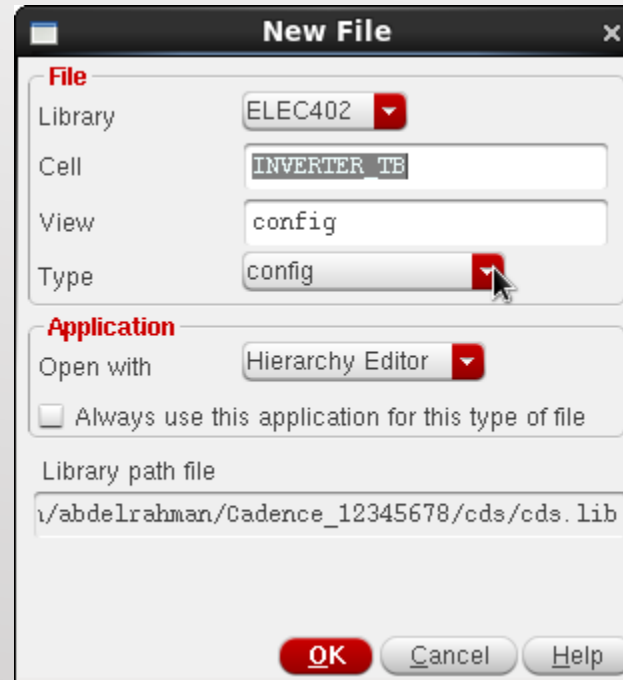 New File
File
Library ELEC402
Cell INVERTER_TB
View config
Type config
Application
Open with Hierarchy Editor
Always use this application for this type of file
Library path file
/abdelrahman/Cadence_12345678/cds/cds.lib
OK Cancel Help